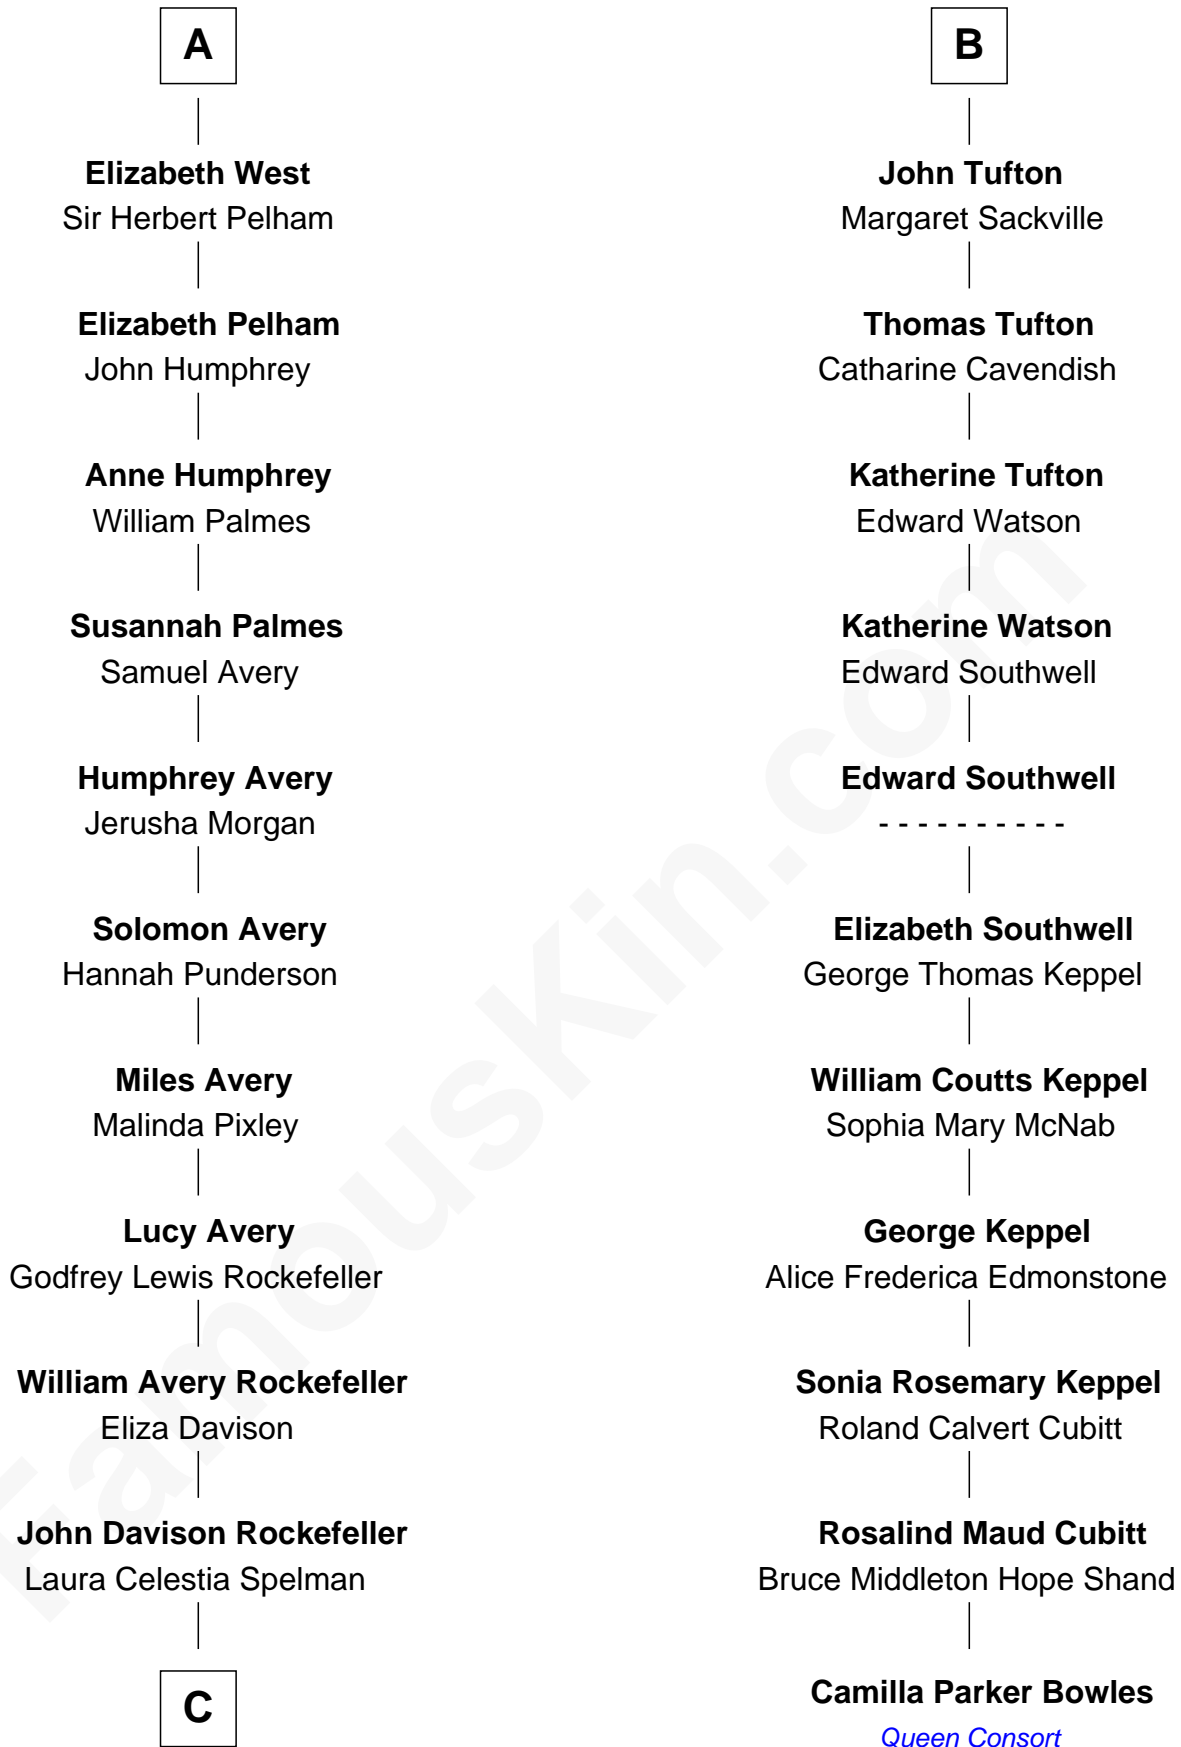 A
Elizabeth West
Sir Herbert Pelham
Elizabeth Pelham
John Humphrey
Anne Humphrey
William Palmes
Susannah Palmes
Samuel Avery
Humphrey Avery
Jerusha Morgan
Solomon Avery
Hannah Punderson
Miles Avery
Malinda Pixley
Lucy Avery
Godfrey Lewis Rockefeller
William Avery Rockefeller
Eliza Davison
John Davison Rockefeller
Laura Celestia Spelman
C
B
John Tufton
Margaret Sackville
Thomas Tufton
Catharine Cavendish
Katherine Tufton
Edward Watson
Katherine Watson
Edward Southwell
Edward Southwell
- - - - - - - - - -
Elizabeth Southwell
George Thomas Keppel
William Coutts Keppel
Sophia Mary McNab
George Keppel
Alice Frederica Edmonstone
Sonia Rosemary Keppel
Roland Calvert Cubitt
Rosalind Maud Cubitt
Bruce Middleton Hope Shand
Camilla Parker Bowles
Queen Consort
FamousKin.com